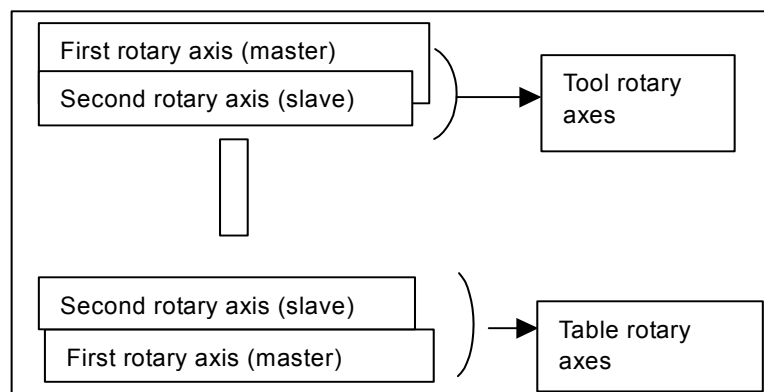 First rotary axis (master)
Second rotary axis (slave)
Tool rotary
axes
Second rotary axis (slave)
First rotary axis (master)
Table rotary
axes